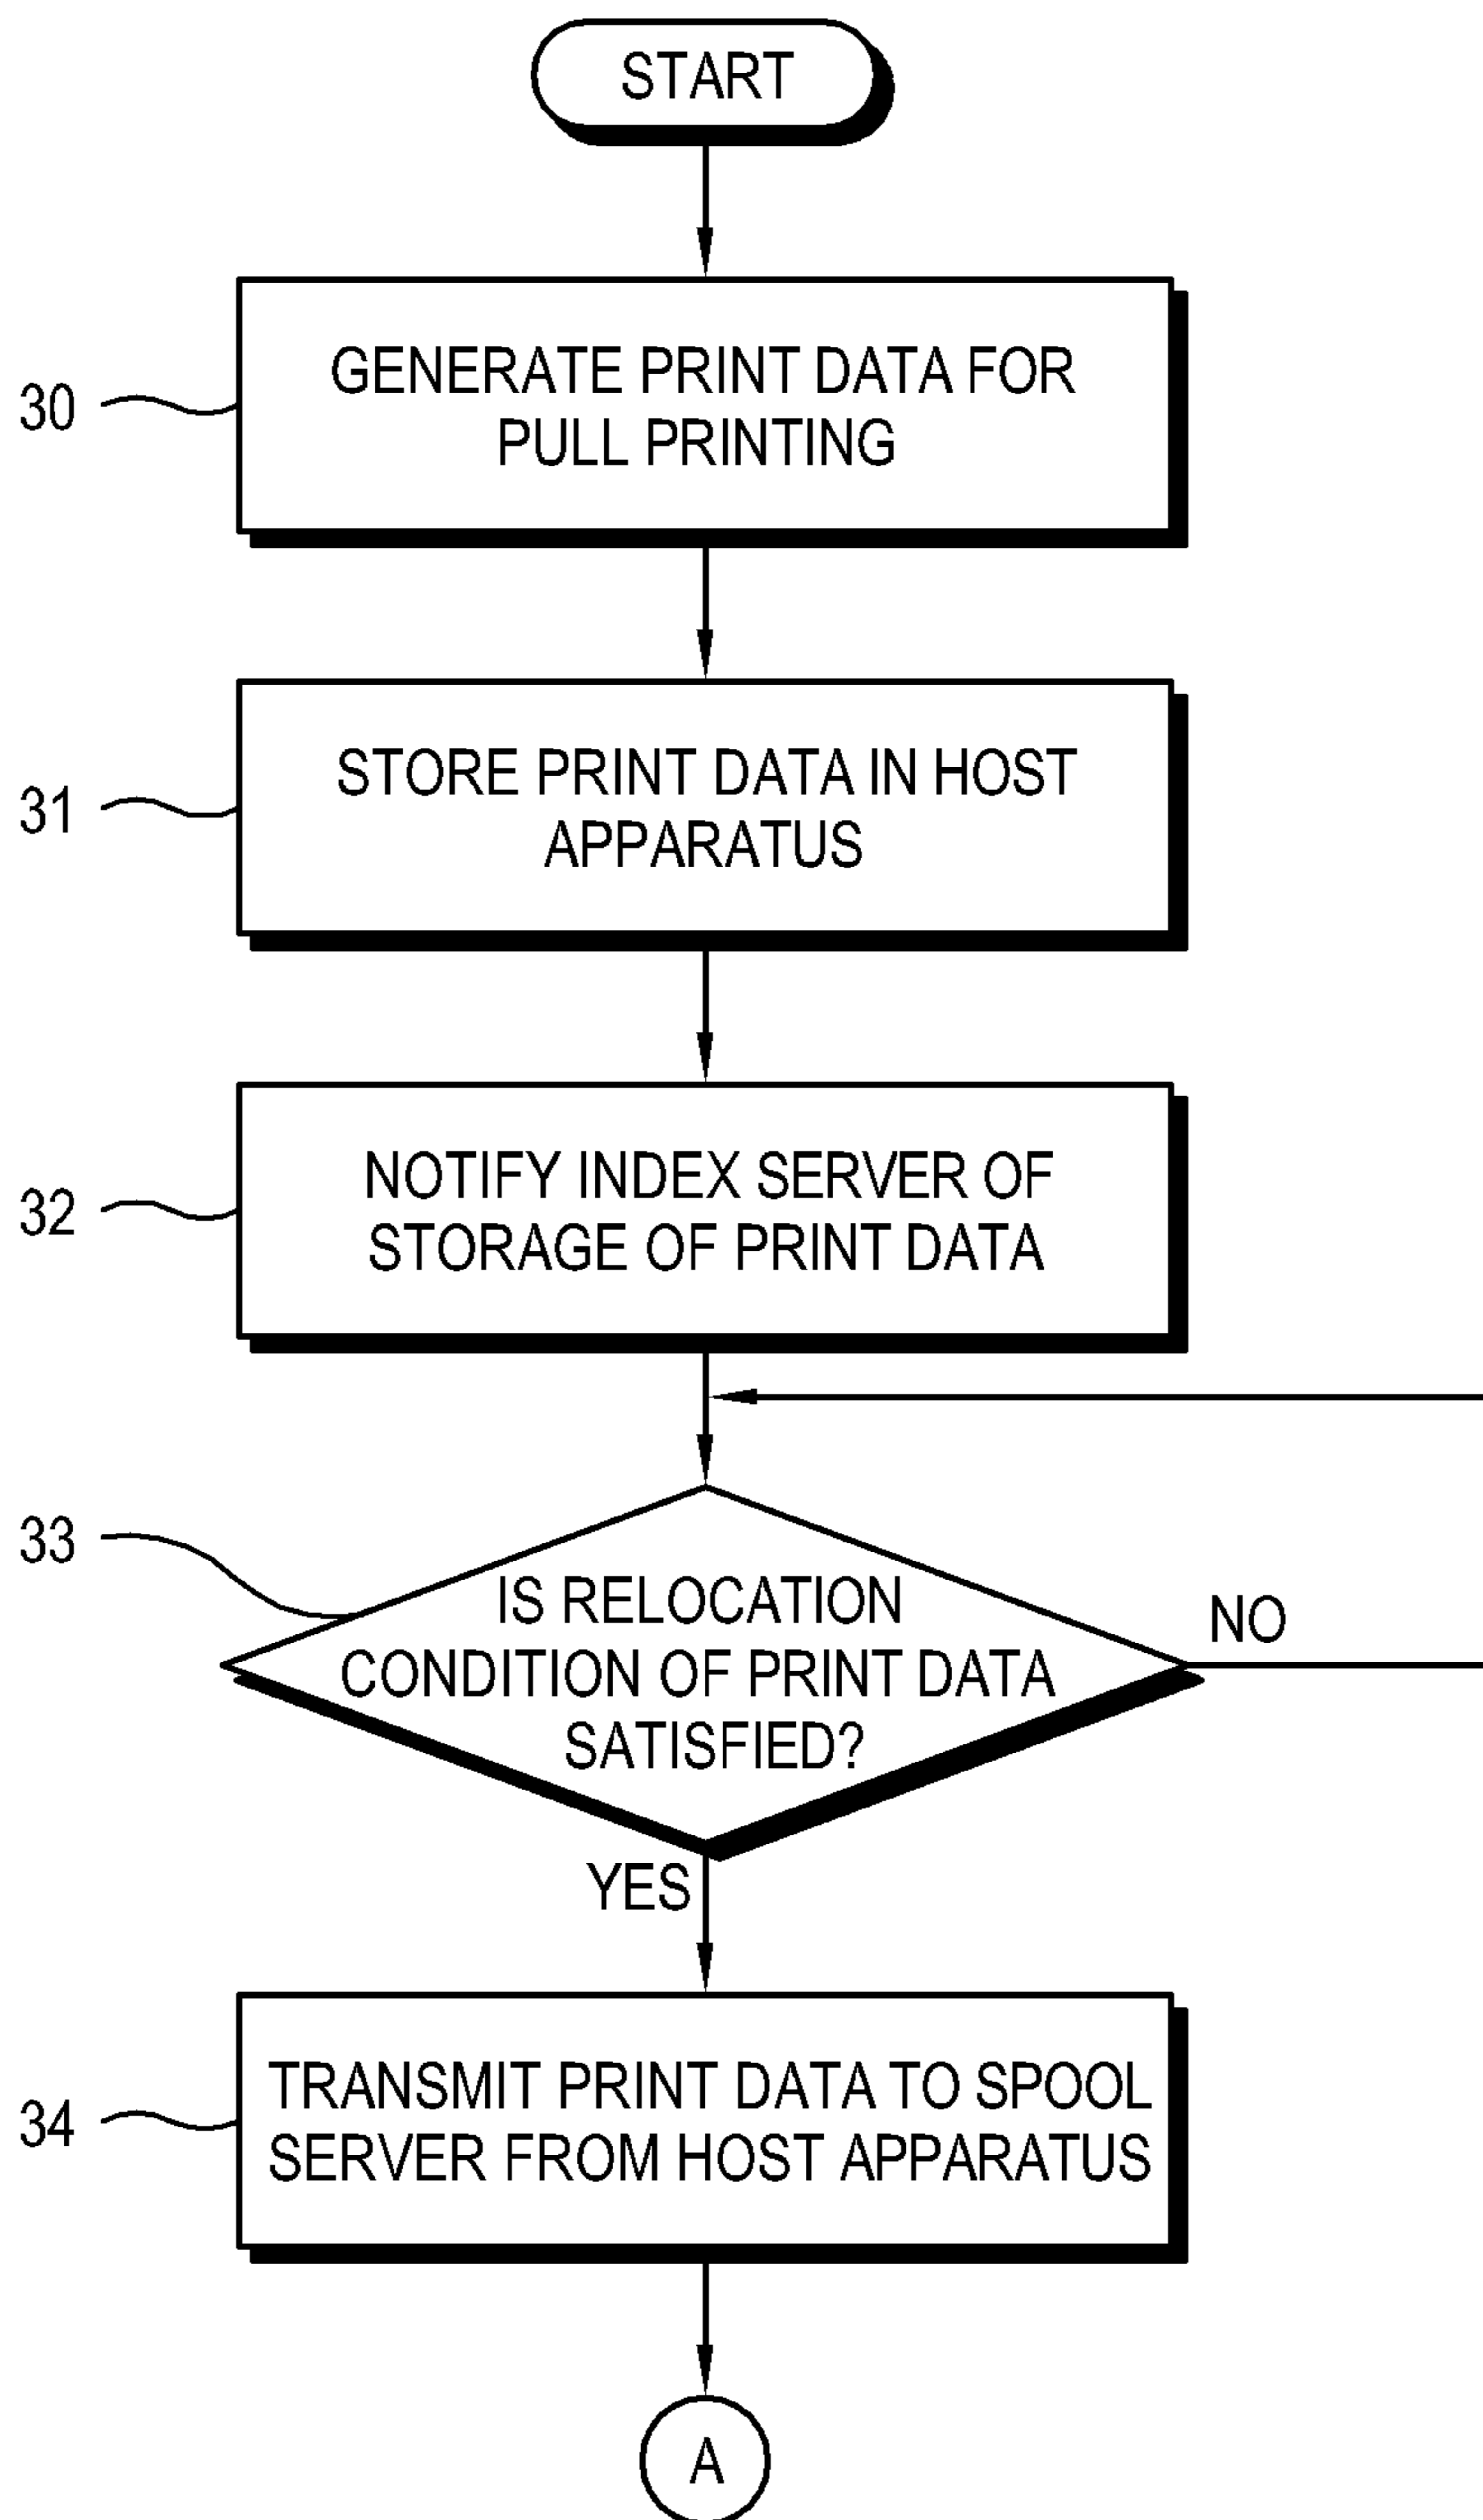 START
30
GENERATE PRINT DATA FOR
PULL PRINTING
31
STORE PRINT DATA IN HOST
APPARATUS
32
NOTIFY INDEX SERVER OF
STORAGE OF PRINT DATA
33
IS RELOCATION
CONDITION OF PRINT DATA
SATISFIED?
NO
YES
34
TRANSMIT PRINT DATA TO SPOOL
SERVER FROM HOST APPARATUS
A